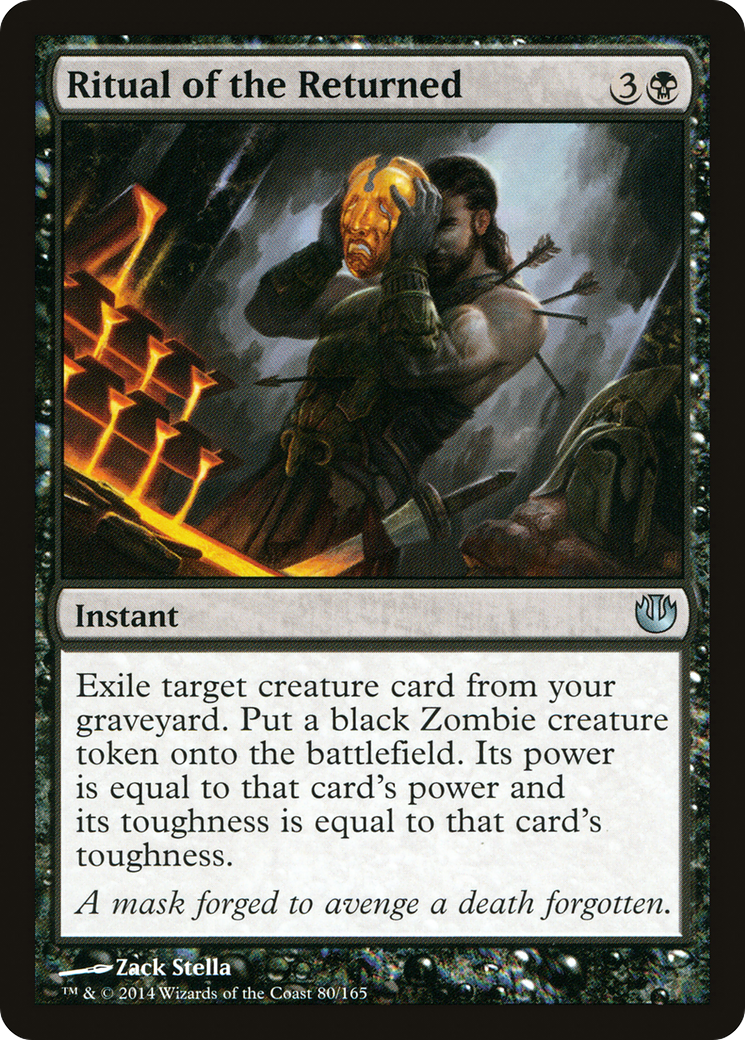 Ritual of the Returned 3
Instant
Exile target creature card from your
graveyard. Put a black Zombie creature
token onto the battlefield. Its power
is equal to that card's power and
its toughness is equal to that card's
toughness.
A mask forged to avenge a death forgotten.
Zack Stella
™ & © 2014 Wizards of the Coast 80/165